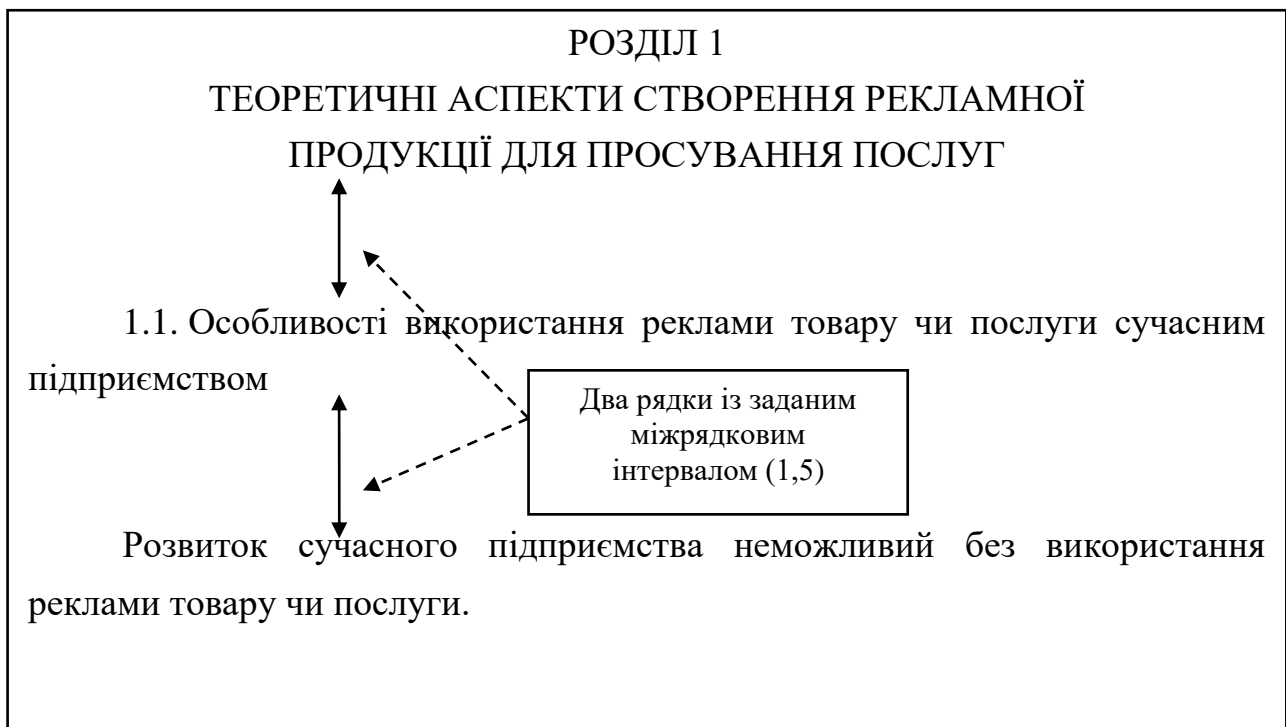 РОЗДІЛ 1
ТЕОРЕТИЧНІ АСПЕКТИ СТВОРЕННЯ РЕКЛАМНОЇ
ПРОДУКЦІЇ ДЛЯ ПРОСУВАННЯ ПОСЛУГ
1.1. Особливості використання реклами товару чи послуги сучасним
підприємством
Два рядки із заданим
міжрядковим
інтервалом (1,5)
Розвиток сучасного підприємства неможливий без використання
реклами товару чи послуги.